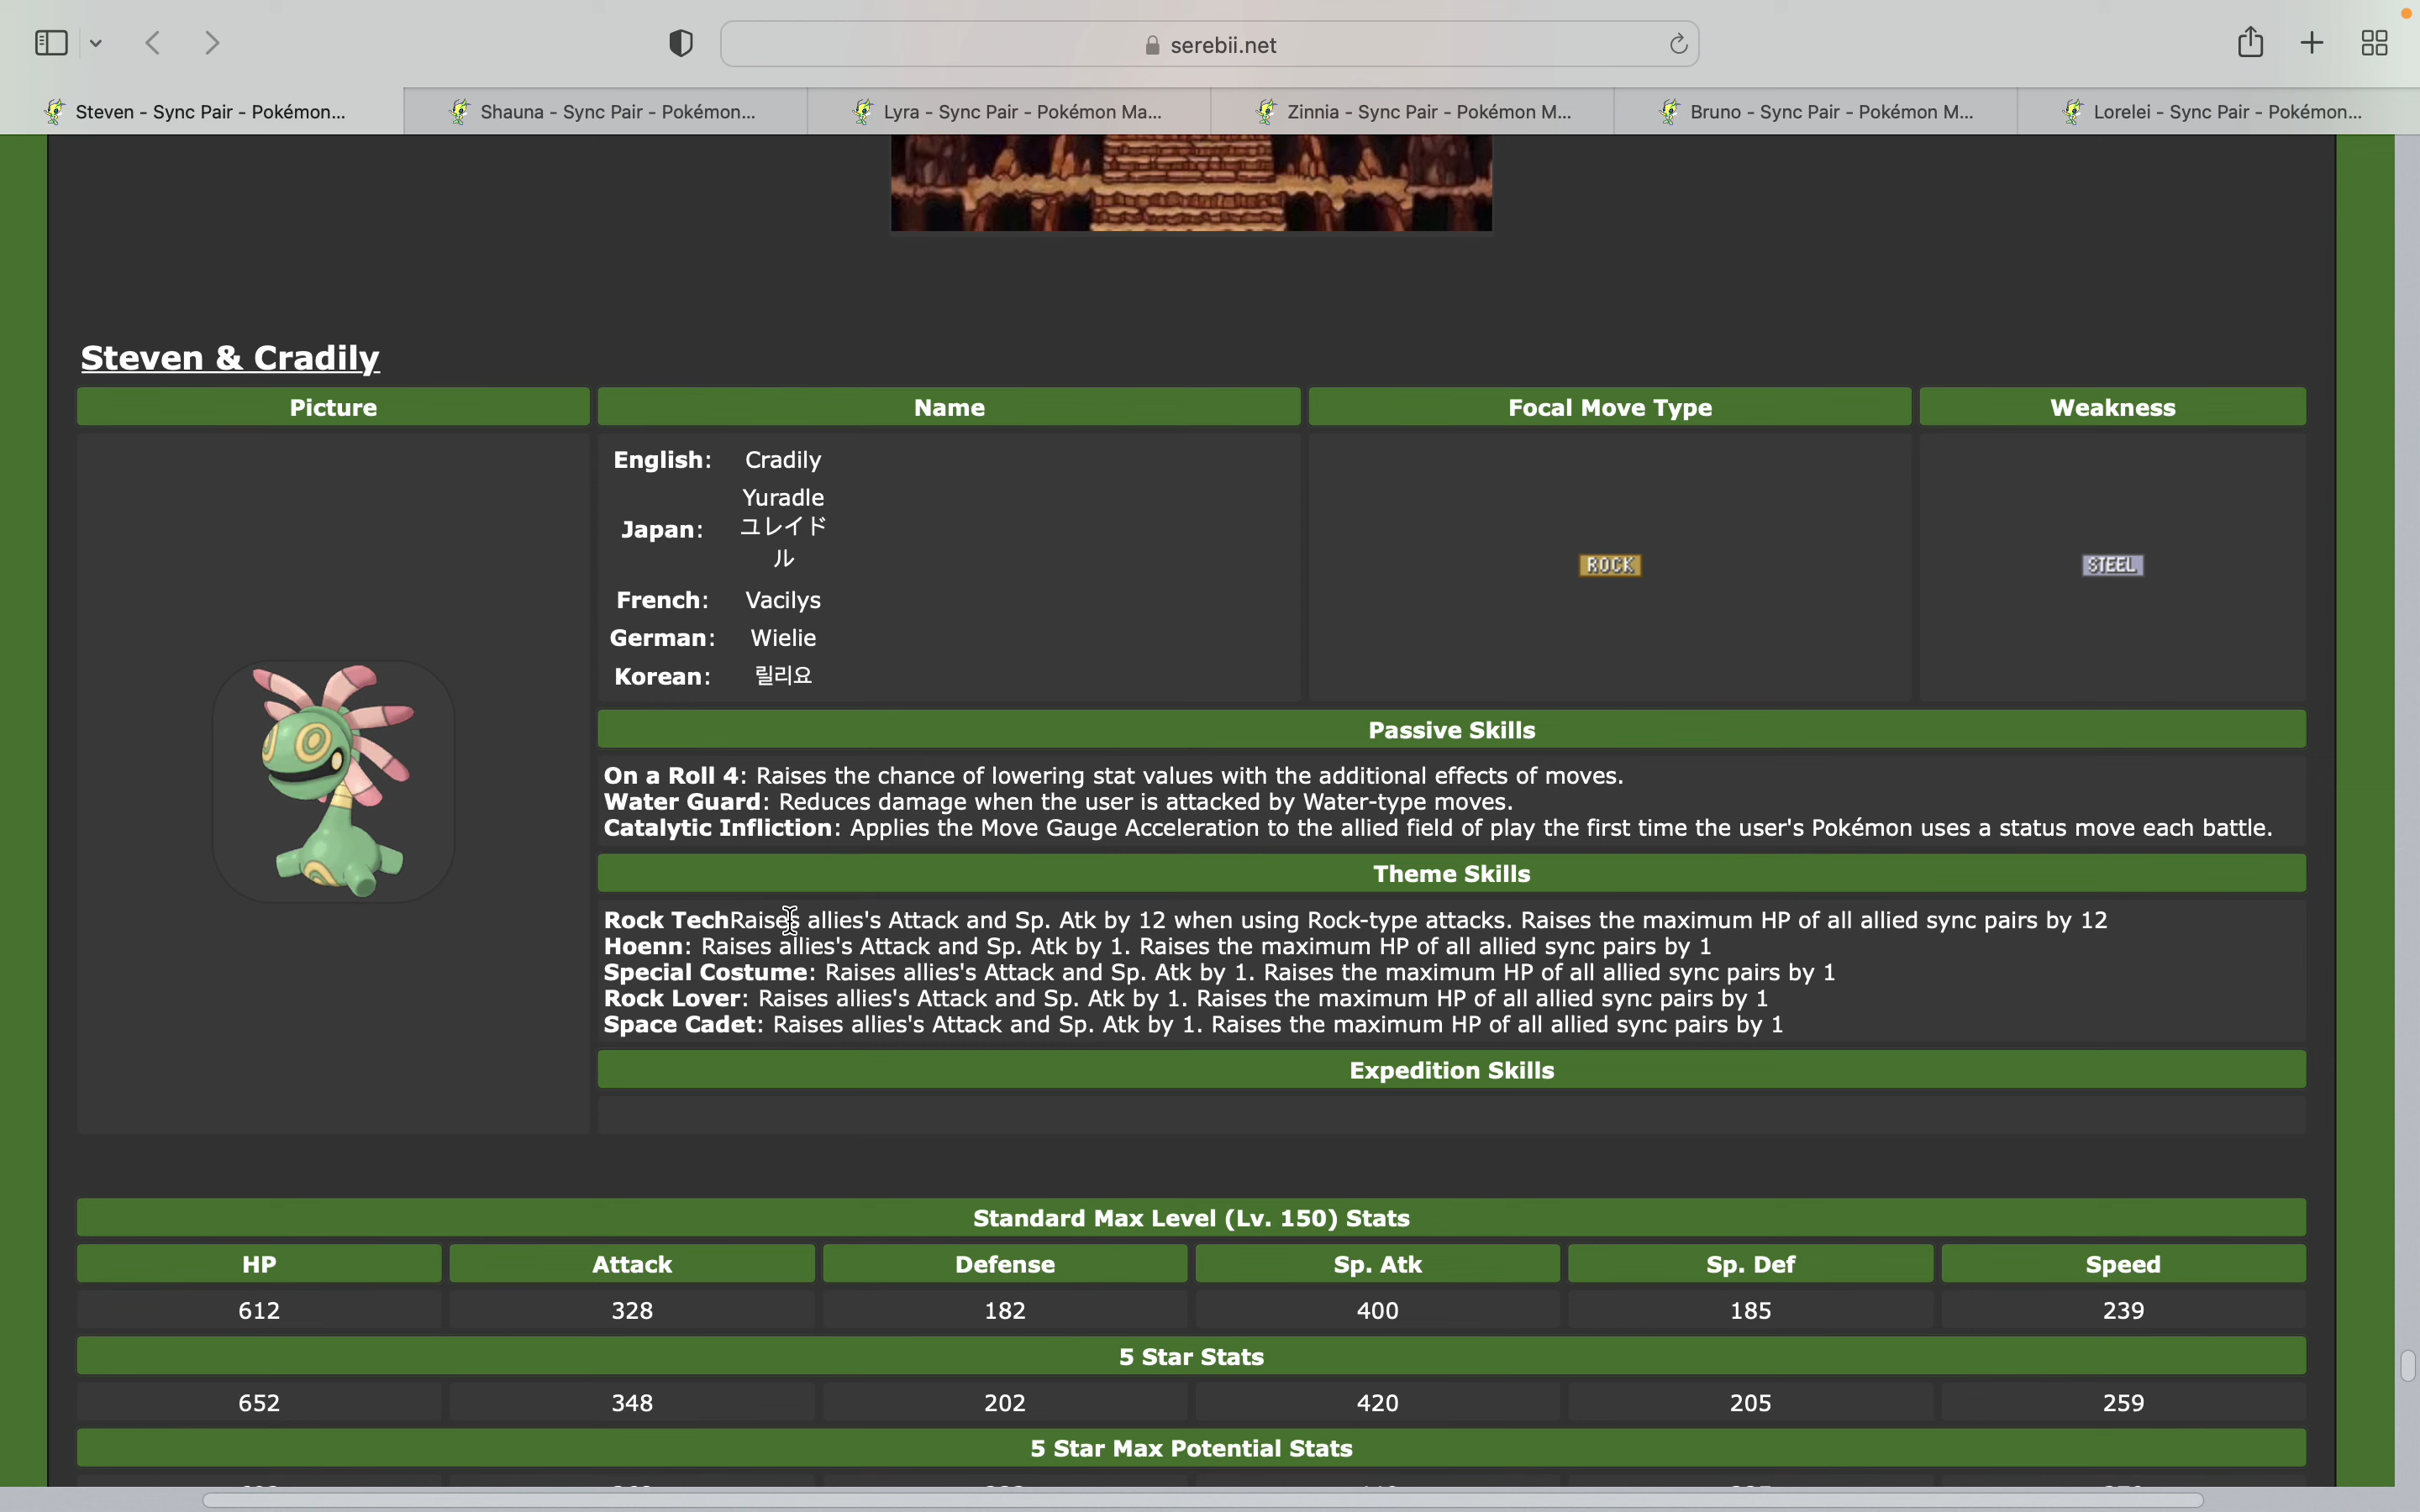 serebii.net
Steven - Sync Pair - Pokémon...
Shauna - Sync Pair - Pokémon...
Lyra - Sync Pair - Pokémon Ma...
Zinnia - Sync Pair - Pokémon M...
Bruno - Sync Pair - Pokémon M...
Lorelei - Sync Pair - Pokémon...
Steven & Cradily
Picture
Name
Focal Move Type
Weakness
English: Cradily
Japan: Yuradle
ユレイド
ル
French: Vacilys
German: Wielie
Korean: 릴리요
ROCK
STEEL
Passive Skills
On a Roll 4: Raises the chance of lowering stat values with the additional effects of moves.
Water Guard: Reduces damage when the user is attacked by Water-type moves.
Catalytic Infliction: Applies the Move Gauge Acceleration to the allied field of play the first time the user's Pokémon uses a status move each battle.
Theme Skills
Rock TechRaises allies's Attack and Sp. Atk by 12 when using Rock-type attacks. Raises the maximum HP of all allied sync pairs by 12
Hoenn: Raises allies's Attack and Sp. Atk by 1. Raises the maximum HP of all allied sync pairs by 1
Special Costume: Raises allies's Attack and Sp. Atk by 1. Raises the maximum HP of all allied sync pairs by 1
Rock Lover: Raises allies's Attack and Sp. Atk by 1. Raises the maximum HP of all allied sync pairs by 1
Space Cadet: Raises allies's Attack and Sp. Atk by 1. Raises the maximum HP of all allied sync pairs by 1
Expedition Skills
Standard Max Level (Lv. 150) Stats
HP Attack Defense Sp. Atk Sp. Def Speed
612 328 182 400 185 239
5 Star Stats
652 348 202 420 205 259
5 Star Max Potential Stats